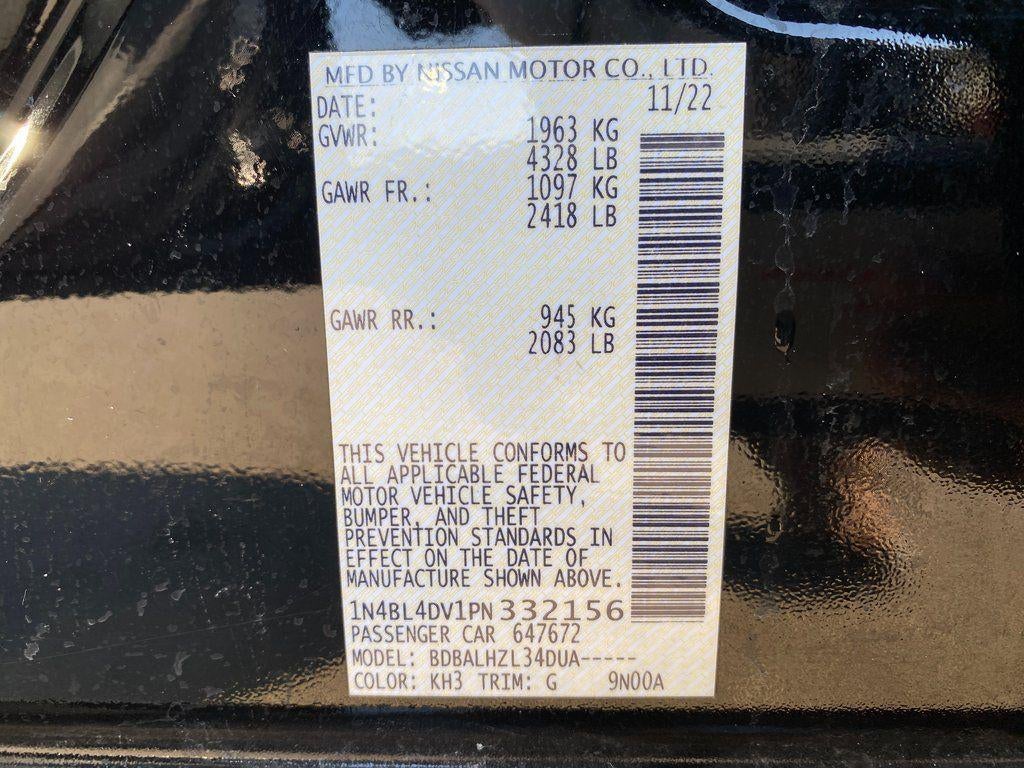 MFD BY NISSAN MOTOR CO., LTD.
DATE: 11/22
GVWR: 1963 KG
4328 LB
GAWR FR.: 1097 KG
2418 LB
GAWR RR.: 945 KG
2083 LB
THIS VEHICLE CONFORMS TO
ALL APPLICABLE FEDERAL
MOTOR VEHICLE SAFETY,
BUMPER, AND THEFT
PREVENTION STANDARDS IN
EFFECT ON THE DATE OF
MANUFACTURE SHOWN ABOVE.
1N4BL4DV1PN332156
PASSENGER CAR 647672
MODEL: BDBALHZL34DUA-----
COLOR: KH3 TRIM: G 9N00A